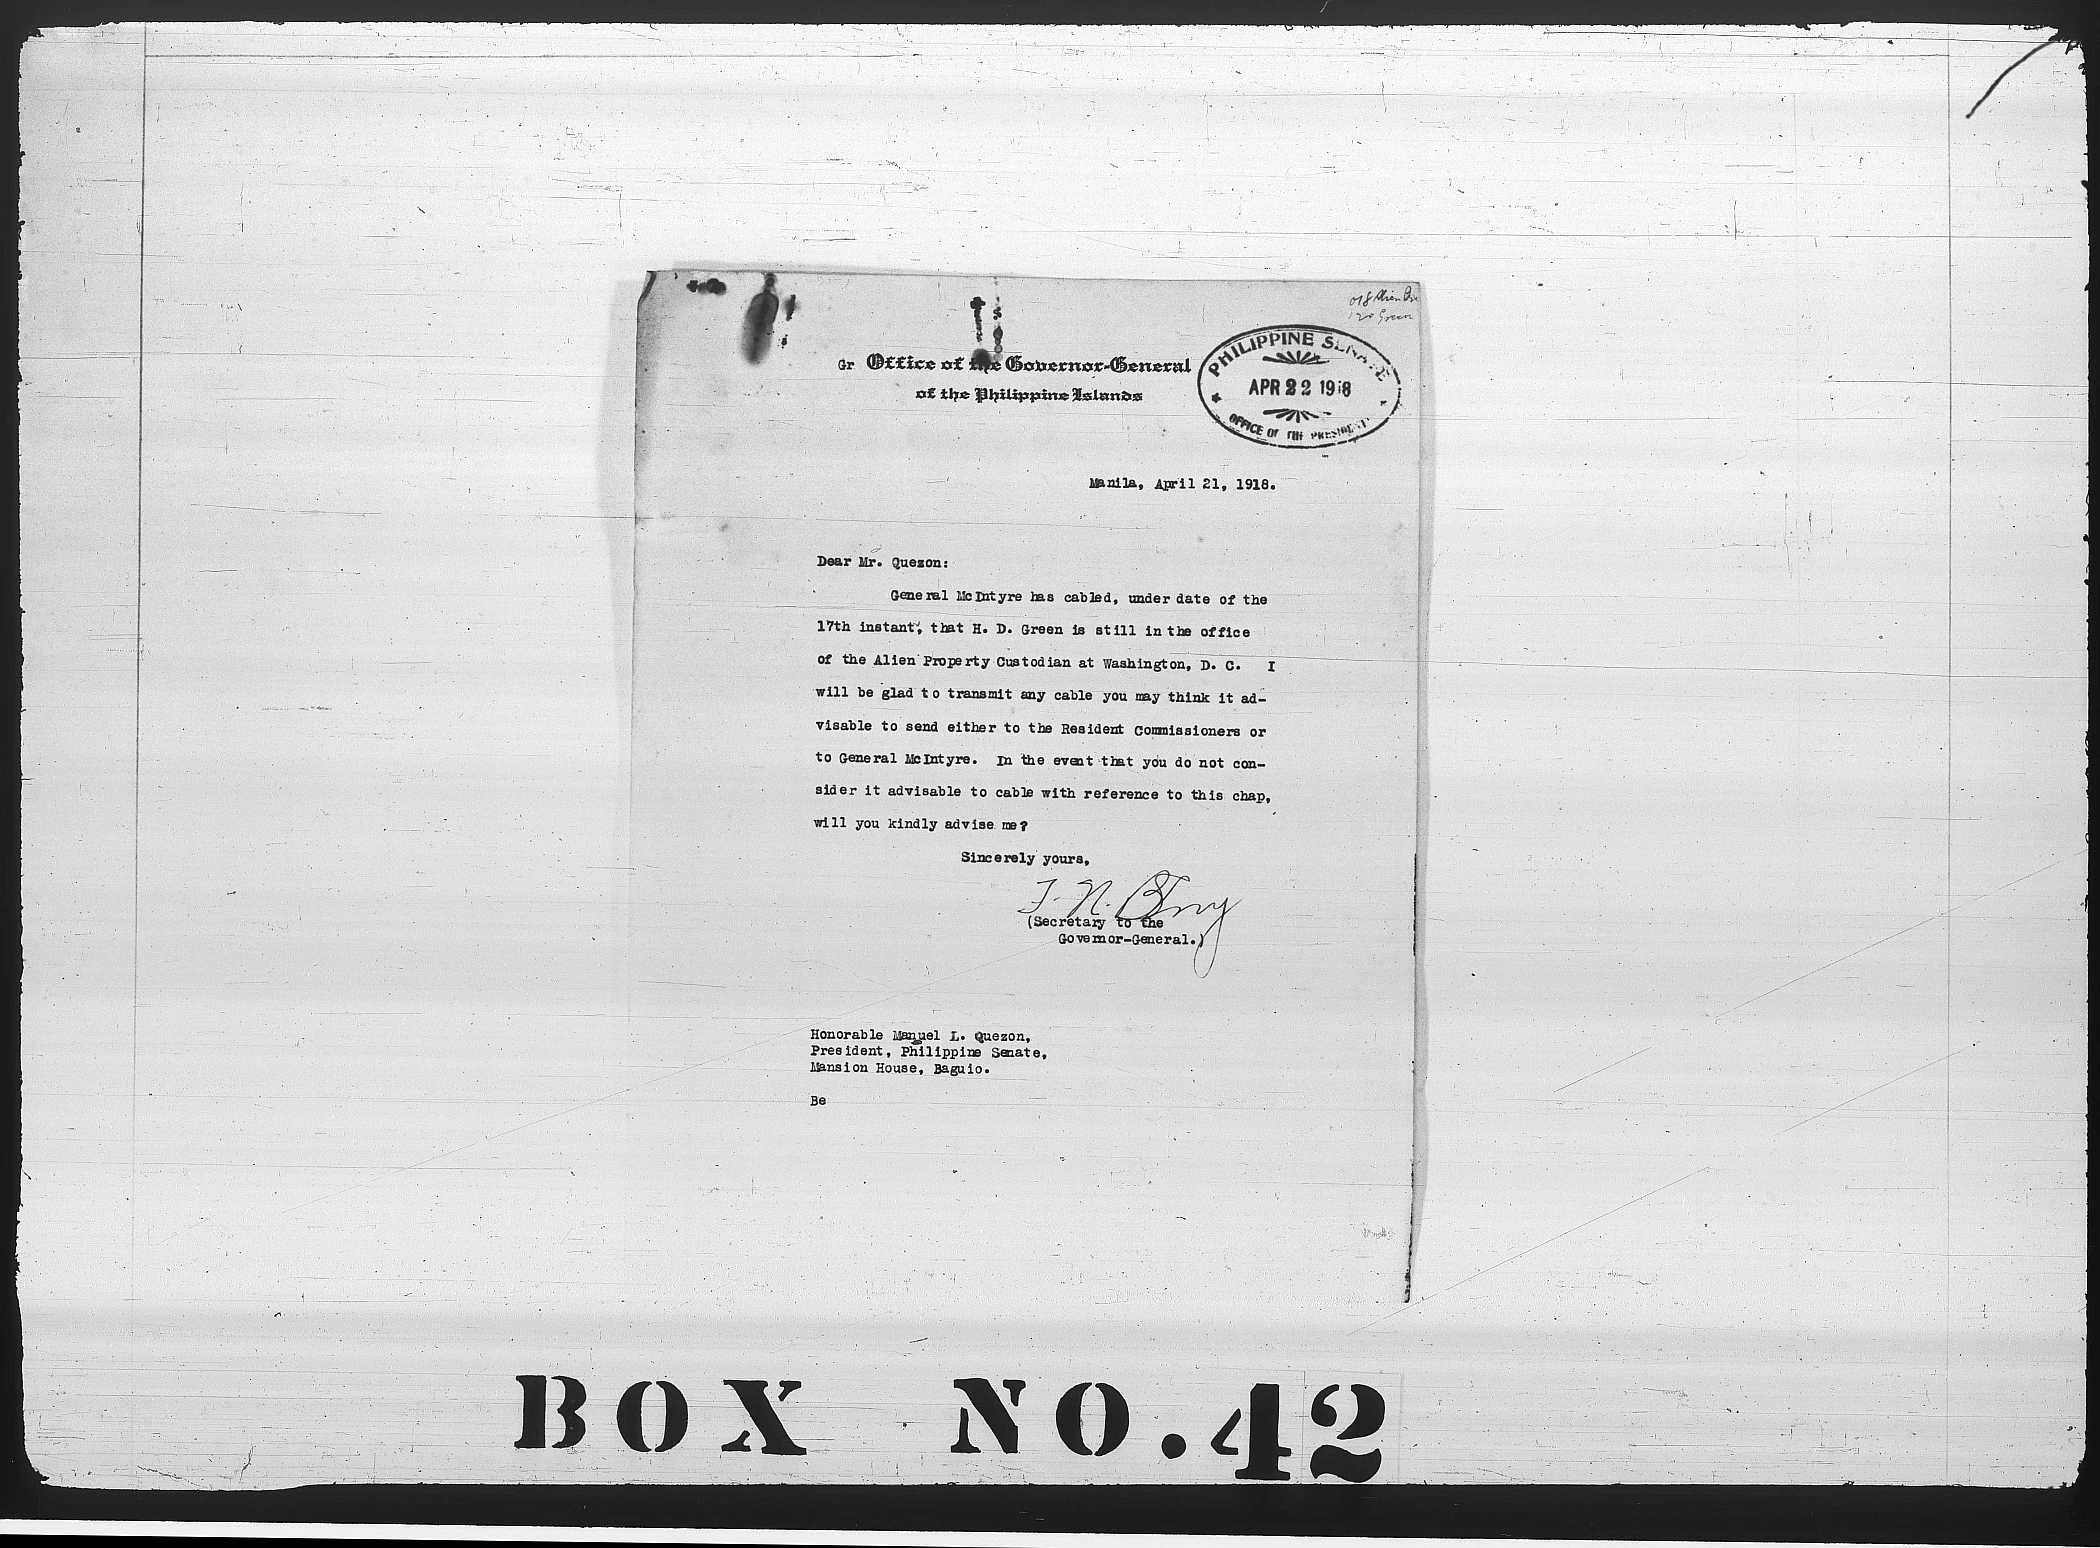 018 Alien
120 Green
Gr Office of the Governor-General
of the Philippine Islands
PHILIPPINE SENATE
APR 22 1918
OFFICE OF THE PRESIDENT
Manila, April 21, 1918.
Dear Mr. Quezon:
General McIntyre has cabled, under date of the
17th instant, that H. D. Green is still in the office
of the Alien Property Custodian at Washington, D. C. I
will be glad to transmit any cable you may think it ad-
visable to send either to the Resident Commissioners or
to General McIntyre. In the event that you do not con-
sider it advisable to cable with reference to this chap,
will you kindly advise me?
Sincerely yours,
(Secretary to the
Governor-General.)
Honorable Manuel L. Quezon,
President, Philippine Senate,
Mansion House, Baguio.
Be
BOX NO. 42